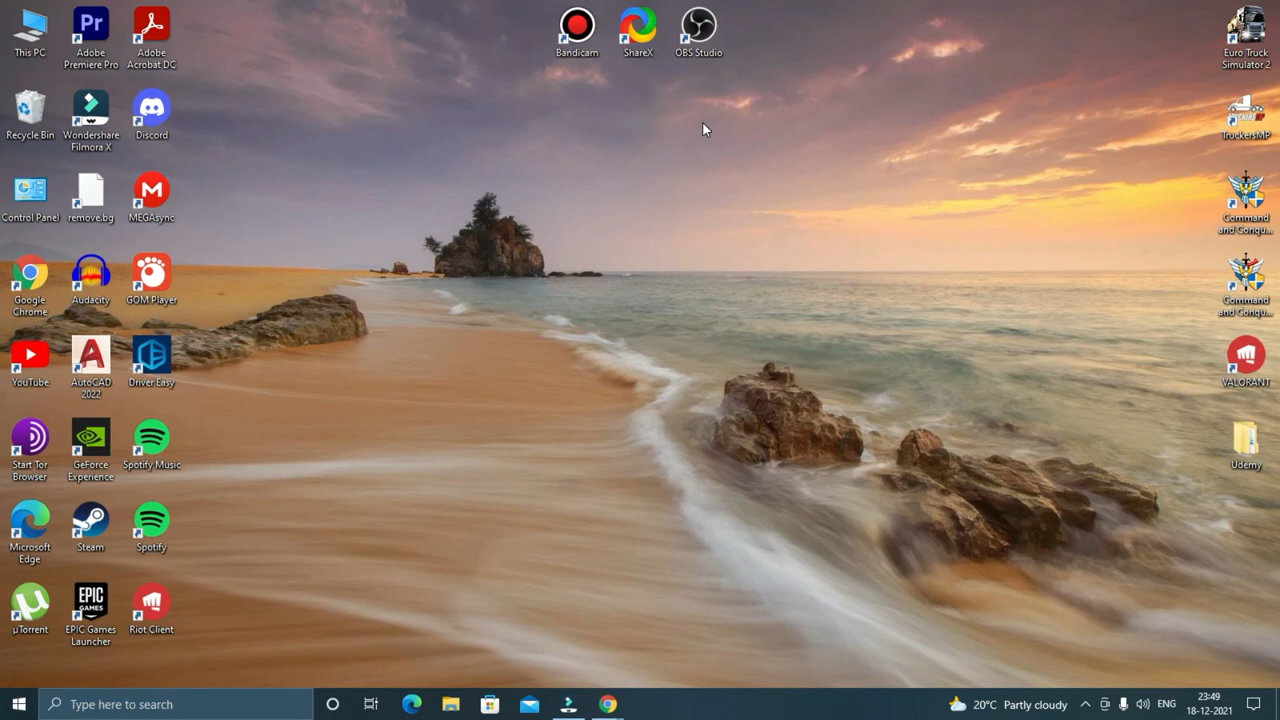 This PC
Adobe
Premiere Pro
Pr
Adobe
Acrobat DC
Recycle Bin
Wondershare
Filmora X
Discord
Control Panel
remove.bg
MEGAsync
M
Google
Chrome
Audacity
GOM Player
YouTube
AutoCAD
2022
Driver Easy
Start Tor
Browser
GeForce
Experience
Spotify Music
Microsoft
Edge
Steam
Spotify
µTorrent
EPIC
GAMES
EPIC Games
Launcher
Riot Client
Bandicam
ShareX
OBS Studio
Euro Truck
Simulator 2
TruckersMP
Command
and Conqu...
Command
and Conqu...
VALORANT
Udemy
Type here to search
20°C Partly cloudy
ENG
23:49
18-12-2021